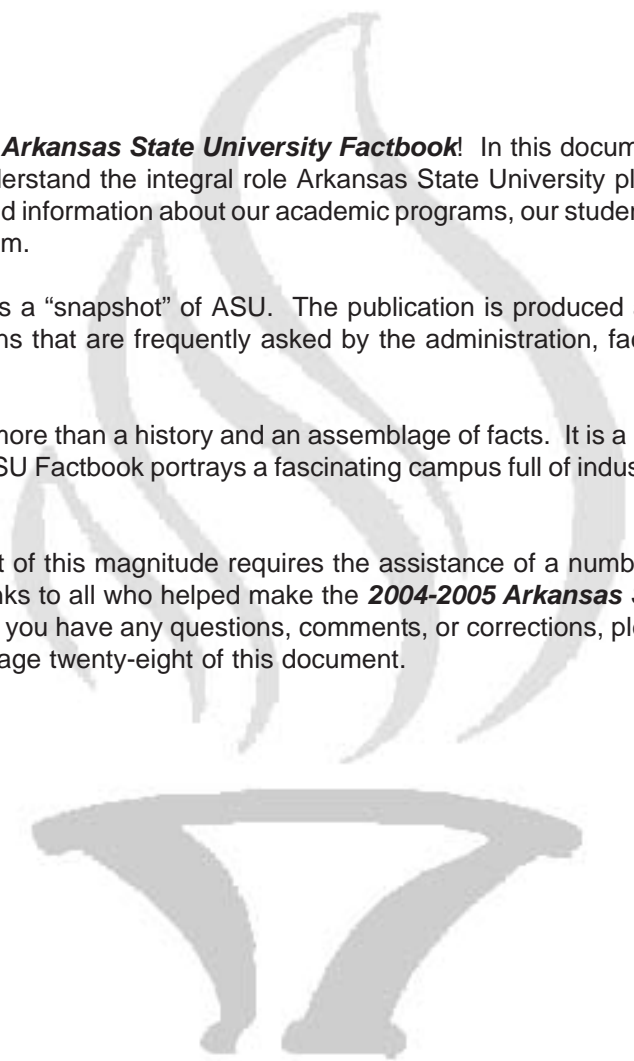 Arkansas State University Factbook! In this docum
derstand the integral role Arkansas State University pl
d information about our academic programs, our studen
m.
s a “snapshot” of ASU. The publication is produced a
ns that are frequently asked by the administration, fac
more than a history and an assemblage of facts. It is a
SU Factbook portrays a fascinating campus full of indus
t of this magnitude requires the assistance of a numb
nks to all who helped make the 2004-2005 Arkansas S
you have any questions, comments, or corrections, ple
age twenty-eight of this document.